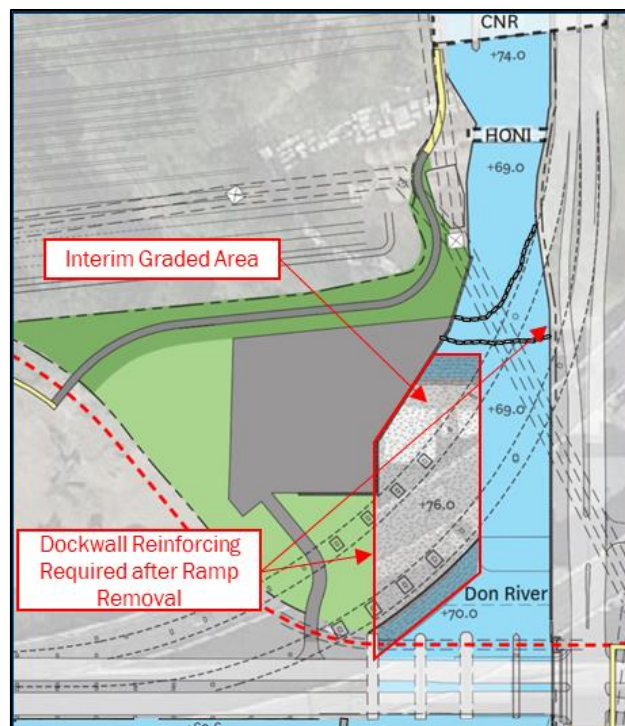 CNR
+74.0
HONI
+69.0
Interim Graded Area
+69.0
+76.0
Dockwall Reinforcing
Required after Ramp
Removal
Don River
+70.0